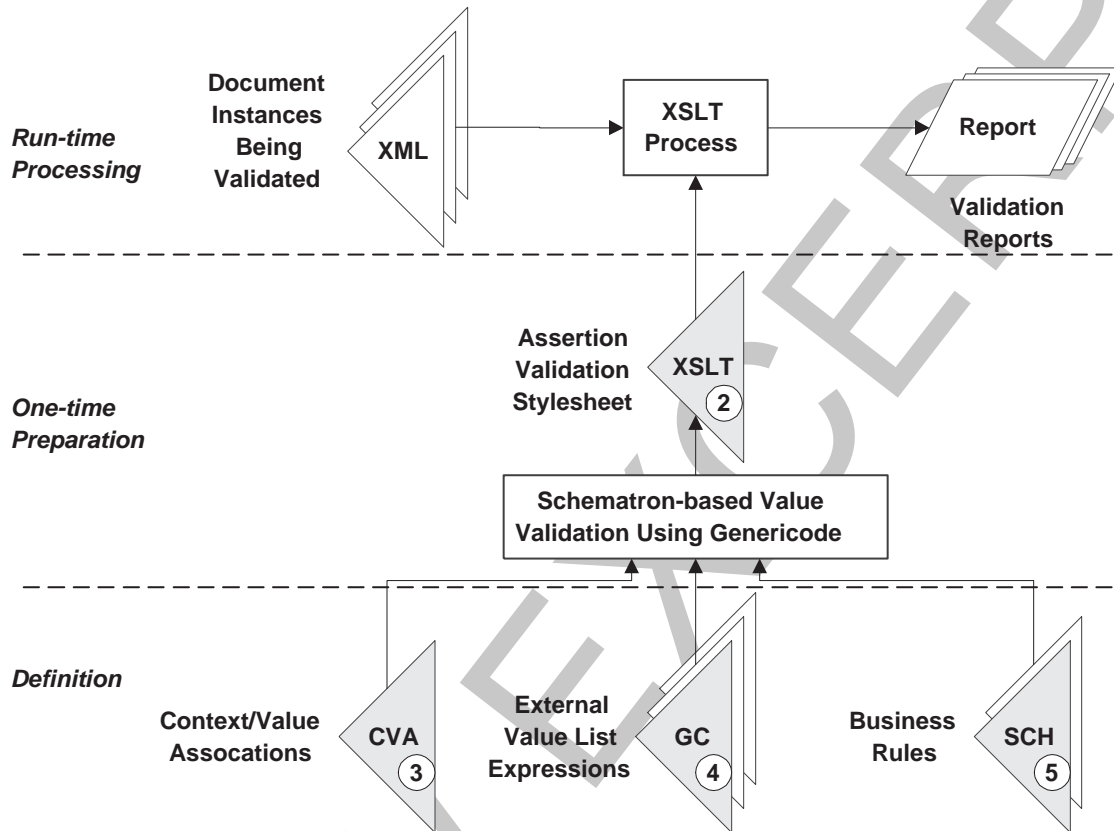 Document
Instances
Being
Validated
XML
XSLT
Process
Report
Run-time
Processing
Validation
Reports
Assertion
Validation
Stylesheet
XSLT
2
One-time
Preparation
Schematron-based Value
Validation Using Genericode
Definition
Context/Value
Assocations
CVA
3
External
Value List
Expressions
GC
4
Business
Rules
SCH
5